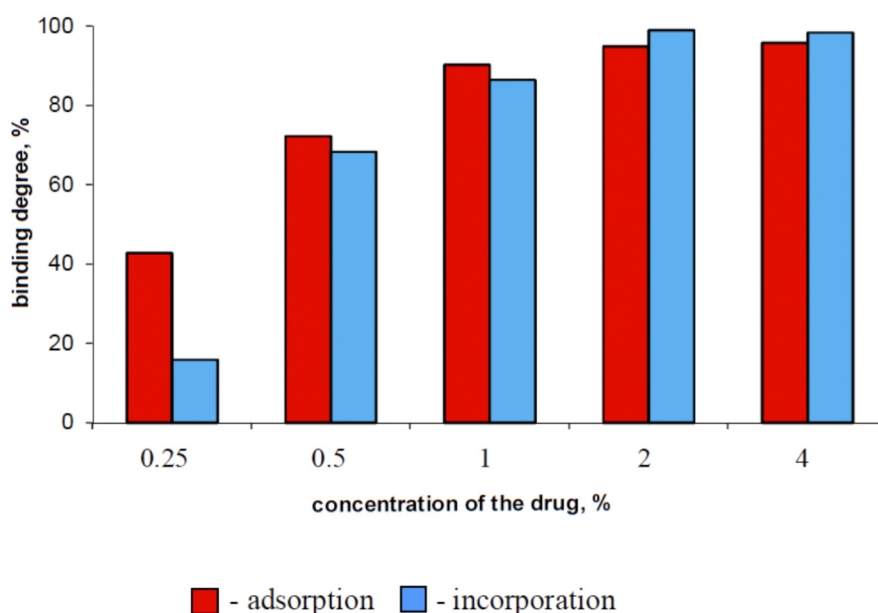 100
80
60
40
20
0
binding degree, %
0.25 0.5 1 2 4
concentration of the drug, %
- adsorption - incorporation